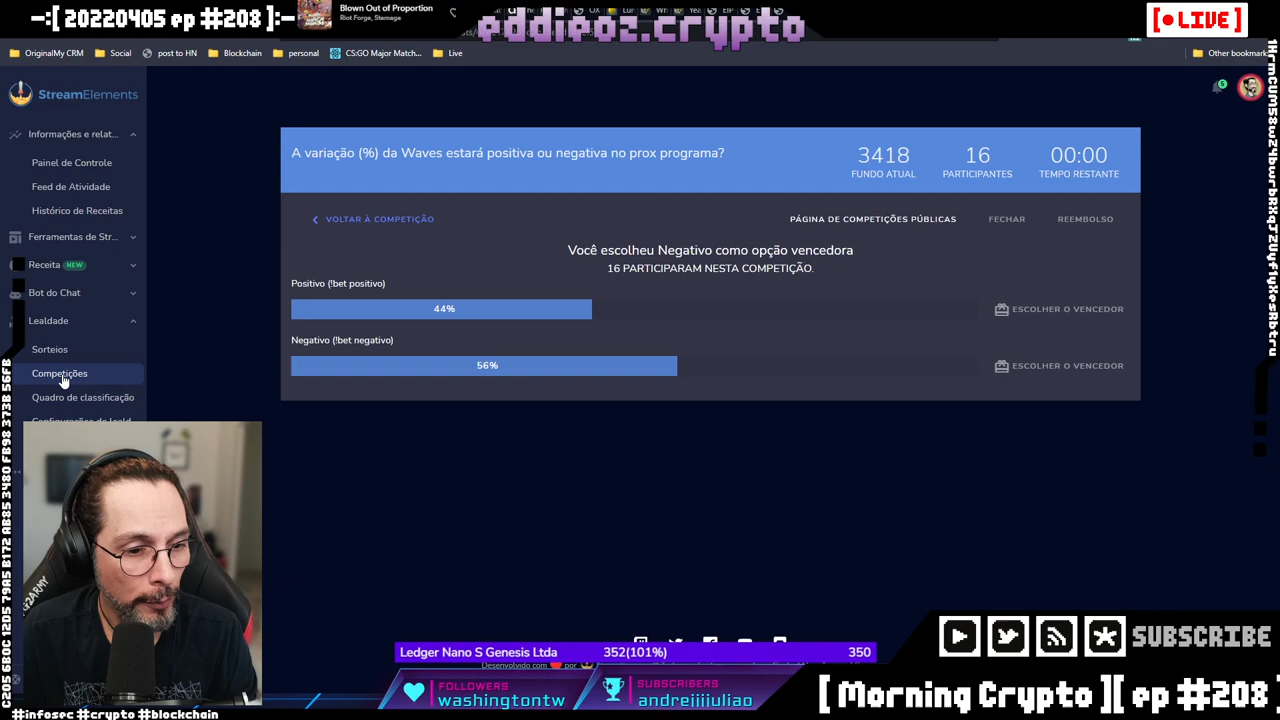 -:[ 20220405 ep #208 ]:-
Blown Out of Proportion
Riot Forge, Stemage
eddieoz.crypto
[ LIVE ]
OriginalMy CRM
Social
post to HN
Blockchain
personal
CS:GO Major Match...
Live
Other bookmark
StreamElements
5
Informações e relat...
Painel de Controle
Feed de Atividade
Histórico de Receitas
Ferramentas de Str...
Receita NEW
Bot do Chat
Lealdade
Sorteios
Competições
Quadro de classificação
A variação (%) da Waves estará positiva ou negativa no prox programa?
3418
FUNDO ATUAL
16
PARTICIPANTES
00:00
TEMPO RESTANTE
VOLTAR À COMPETIÇÃO
PÁGINA DE COMPETIÇÕES PÚBLICAS
FECHAR
REEMBOLSO
Você escolheu Negativo como opção vencedora
16 PARTICIPARAM NESTA COMPETIÇÃO.
Positivo (!bet positivo)
44%
ESCOLHER O VENCEDOR
Negativo (!bet negativo)
56%
ESCOLHER O VENCEDOR
Ledger Nano S Genesis Ltda 352(101%) 350
Desenvolvido com por
FOLLOWERS
washingtontw
SUBSCRIBERS
andrejjjiuliao
SUBSCRIBE
[ Morning Crypto ][ ep #208 ]
#infosec #crypto #blockchain